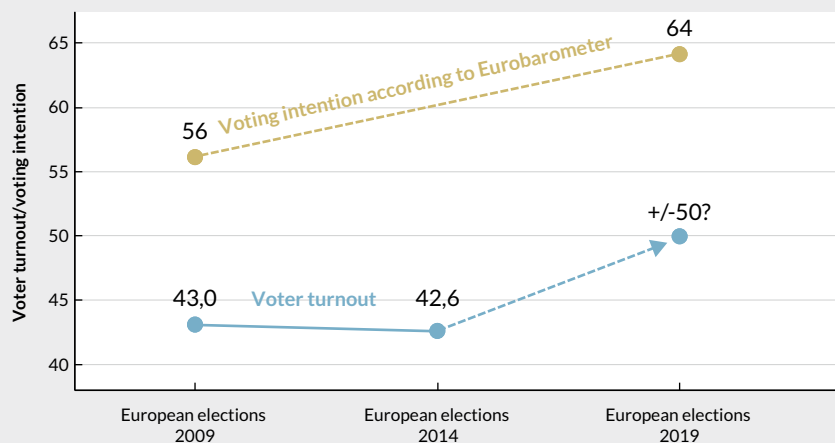 Voter turnout/voting intention
65
60
55
50
45
40
64
Voting intention according to Eurobarometer
56
+/-50?
43,0
Voter turnout
42,6
European elections
2009
European elections
2014
European elections
2019